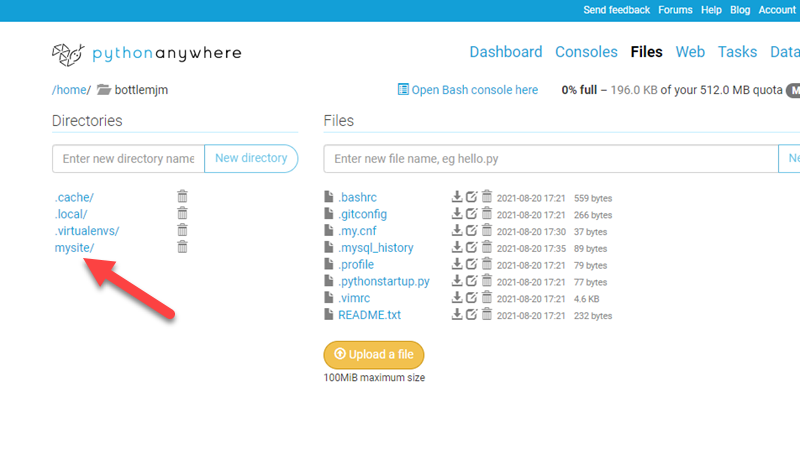 Send feedback Forums Help Blog Account
pythonanywhere
Dashboard Consoles Files Web Tasks Data
/home/ bottlemjm
Open Bash console here
0% full – 196.0 KB of your 512.0 MB quota
Directories
Enter new directory name
New directory
.cache/
.local/
.virtualenvs/
mysite/
Files
Enter new file name, eg hello.py
.bashrc 2021-08-20 17:21 559 bytes
.gitconfig 2021-08-20 17:21 266 bytes
.my.cnf 2021-08-20 17:30 37 bytes
.mysql_history 2021-08-20 17:35 89 bytes
.profile 2021-08-20 17:21 79 bytes
.pythonstartup.py 2021-08-20 17:21 77 bytes
.vimrc 2021-08-20 17:21 4.6 KB
README.txt 2021-08-20 17:21 232 bytes
Upload a file
100MiB maximum size